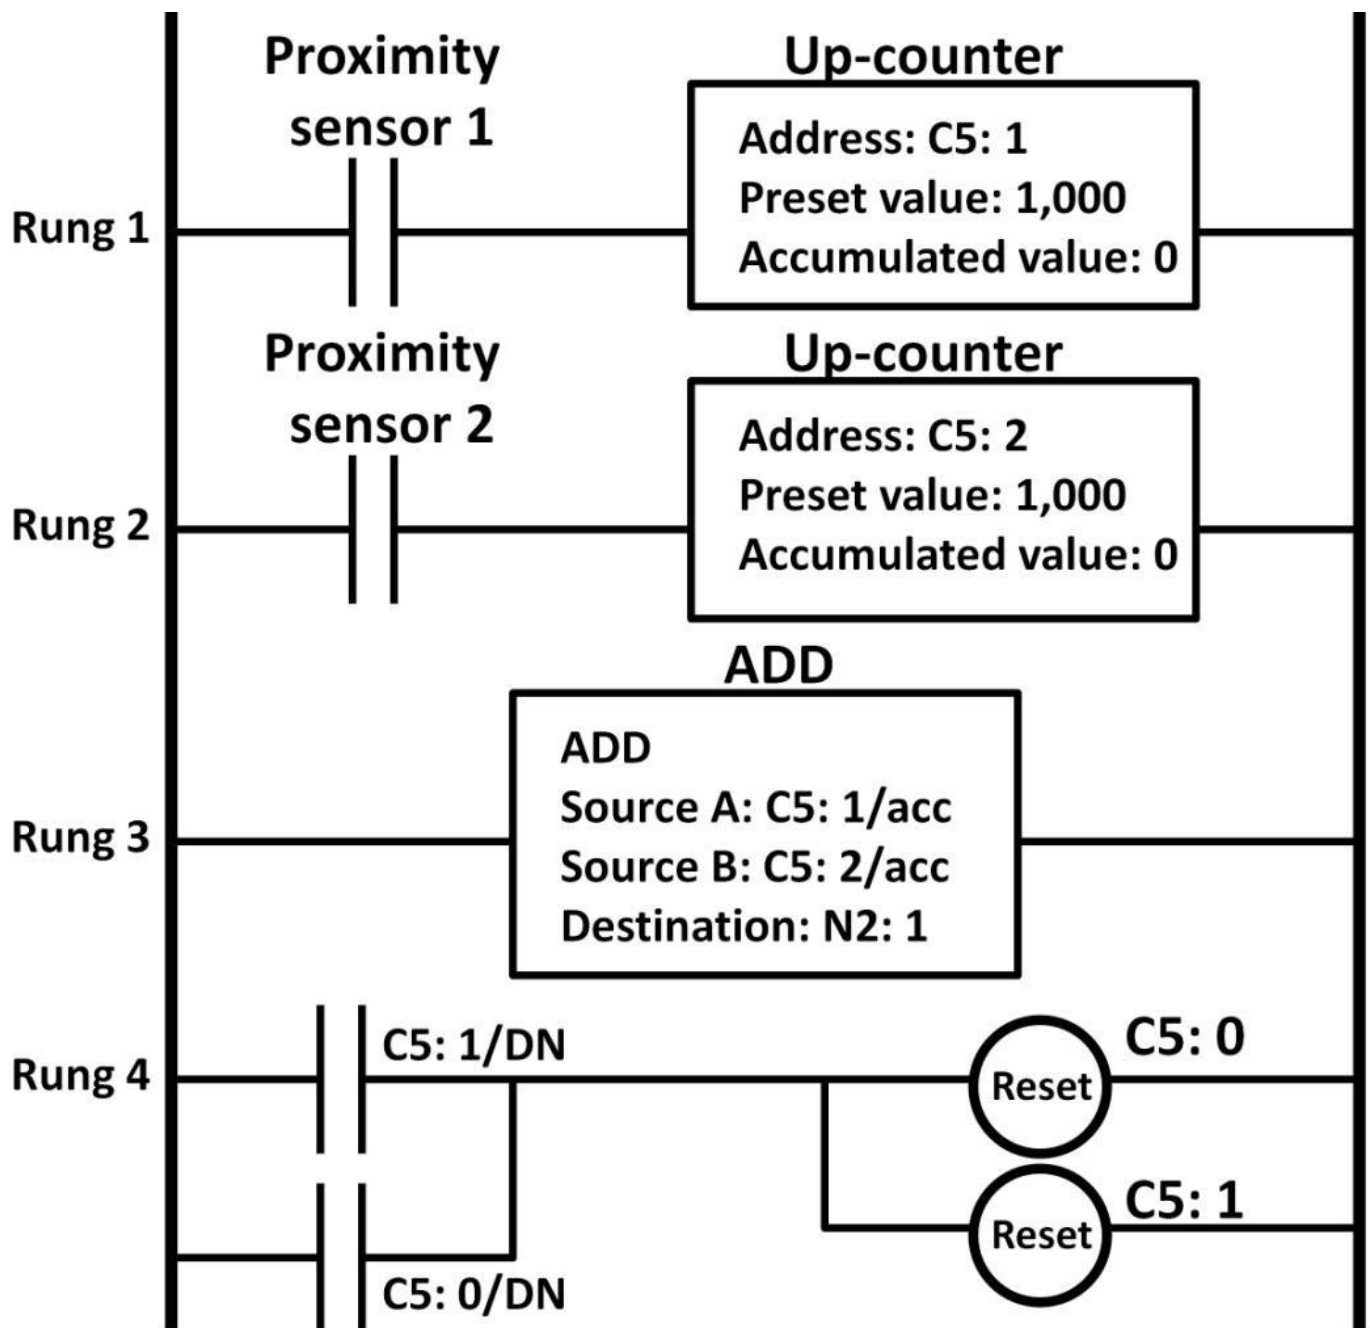 Proximity
sensor 1
Up-counter
Rung 1
Address: C5: 1
Preset value: 1,000
Accumulated value: 0
Proximity
sensor 2
Up-counter
Rung 2
Address: C5: 2
Preset value: 1,000
Accumulated value: 0
ADD
Rung 3
ADD
Source A: C5: 1/acc
Source B: C5: 2/acc
Destination: N2: 1
Rung 4
C5: 1/DN
Reset
C5: 0
C5: 0/DN
Reset
C5: 1